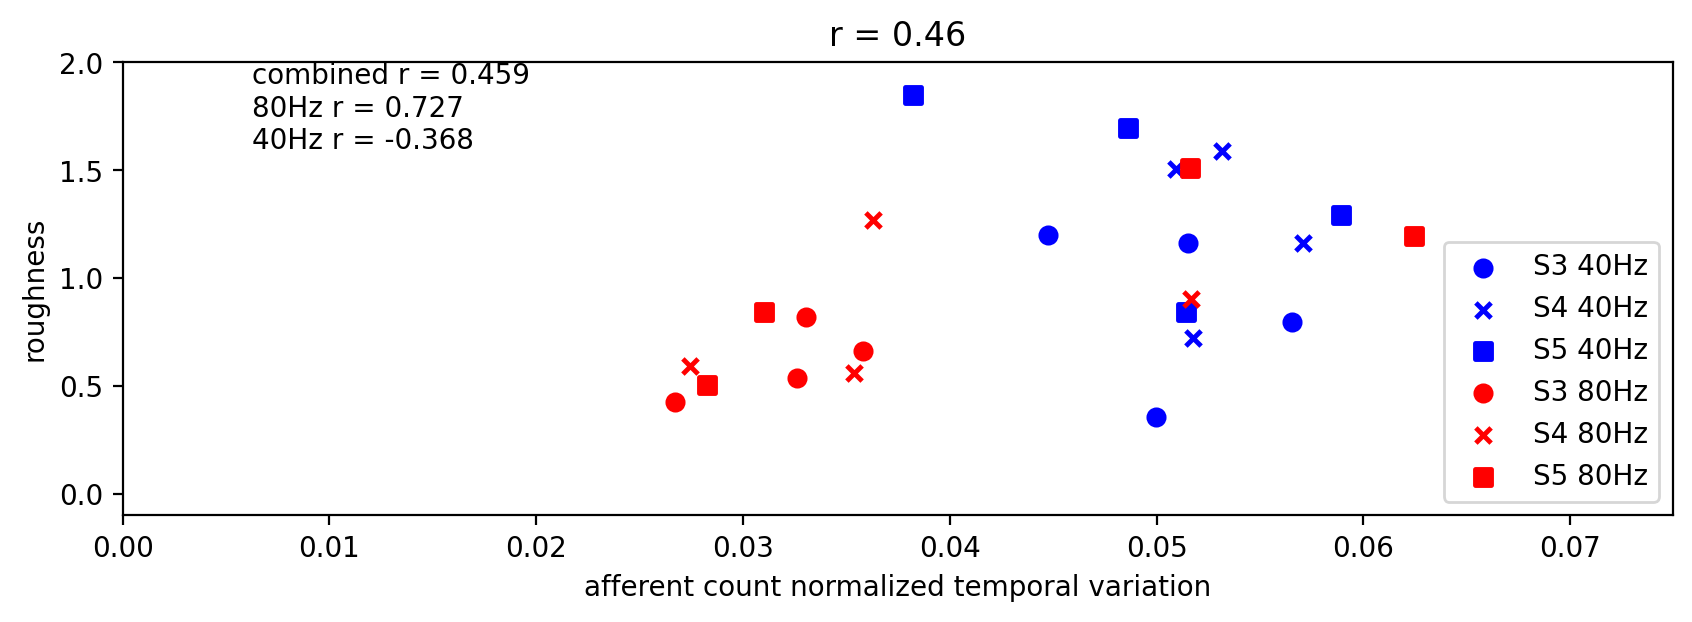 r = 0.46
combined r = 0.459
80Hz r = 0.727
40Hz r = -0.368
2.0
1.5
1.0
0.5
0.0
roughness
S3 40Hz
S4 40Hz
S5 40Hz
S3 80Hz
S4 80Hz
S5 80Hz
0.00 0.01 0.02 0.03 0.04 0.05 0.06 0.07
afferent count normalized temporal variation